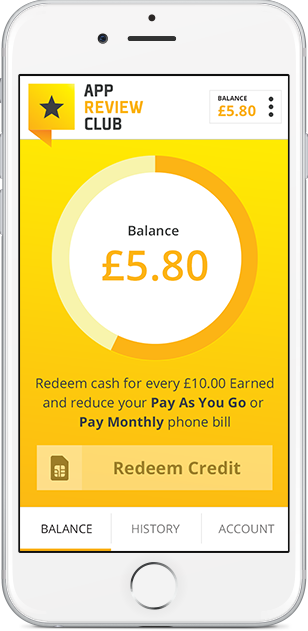 APP
REVIEW
CLUB
BALANCE
£5.80
Balance
£5.80
Redeem cash for every £10.00 Earned
and reduce your Pay As You Go or
Pay Monthly phone bill
Redeem Credit
BALANCE HISTORY ACCOUNT